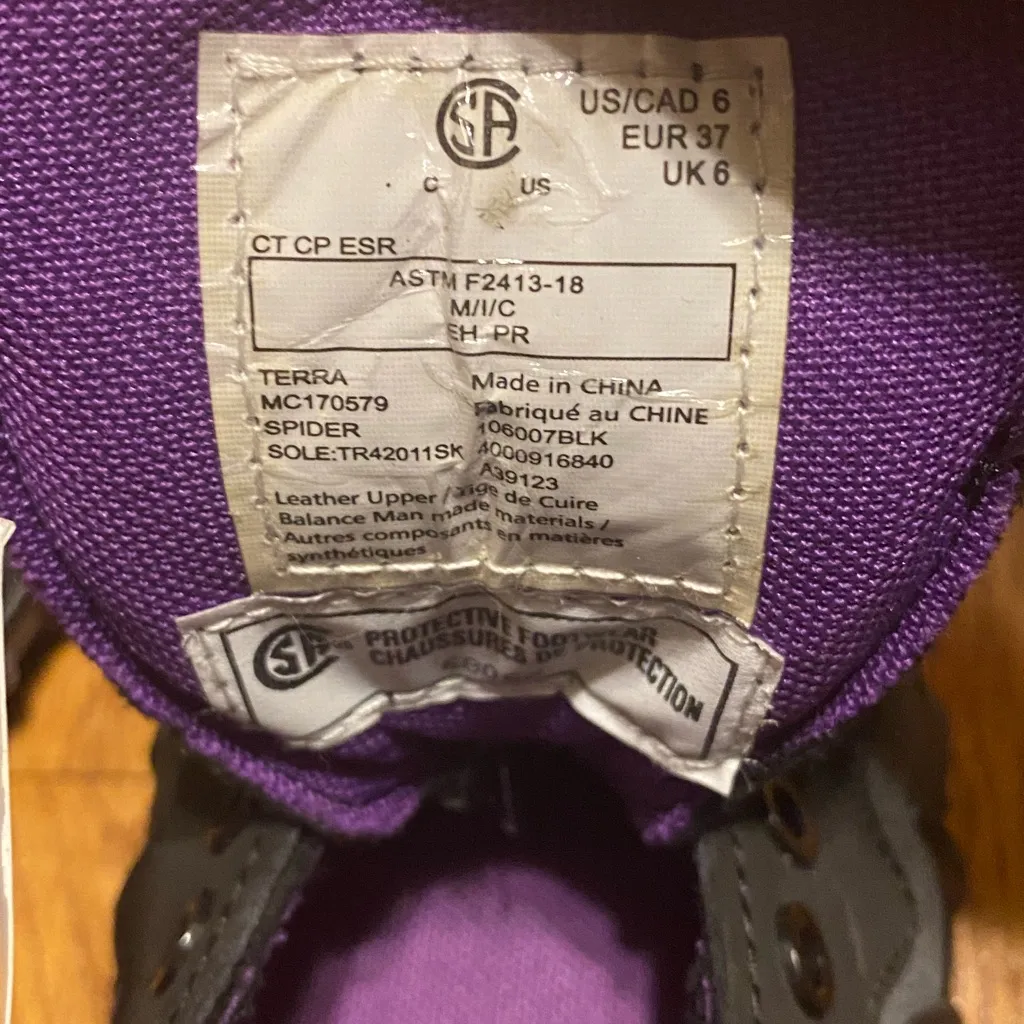 CSA
US/CAD 6
EUR 37
UK 6
C US
CT CP ESR
ASTM F2413-18
M/I/C
EH PR
TERRA
MC170579
SPIDER
SOLE:TR42011SK
Made in CHINA
Fabriqué au CHINE
106007BLK
4000916840
A39123
Leather Upper / Tige de Cuire
Balance Man made materials /
Autres composants en matières
synthétiques
CSA
PROTECTIVE FOOTWEAR
CHAUSSURES DE PROTECTION